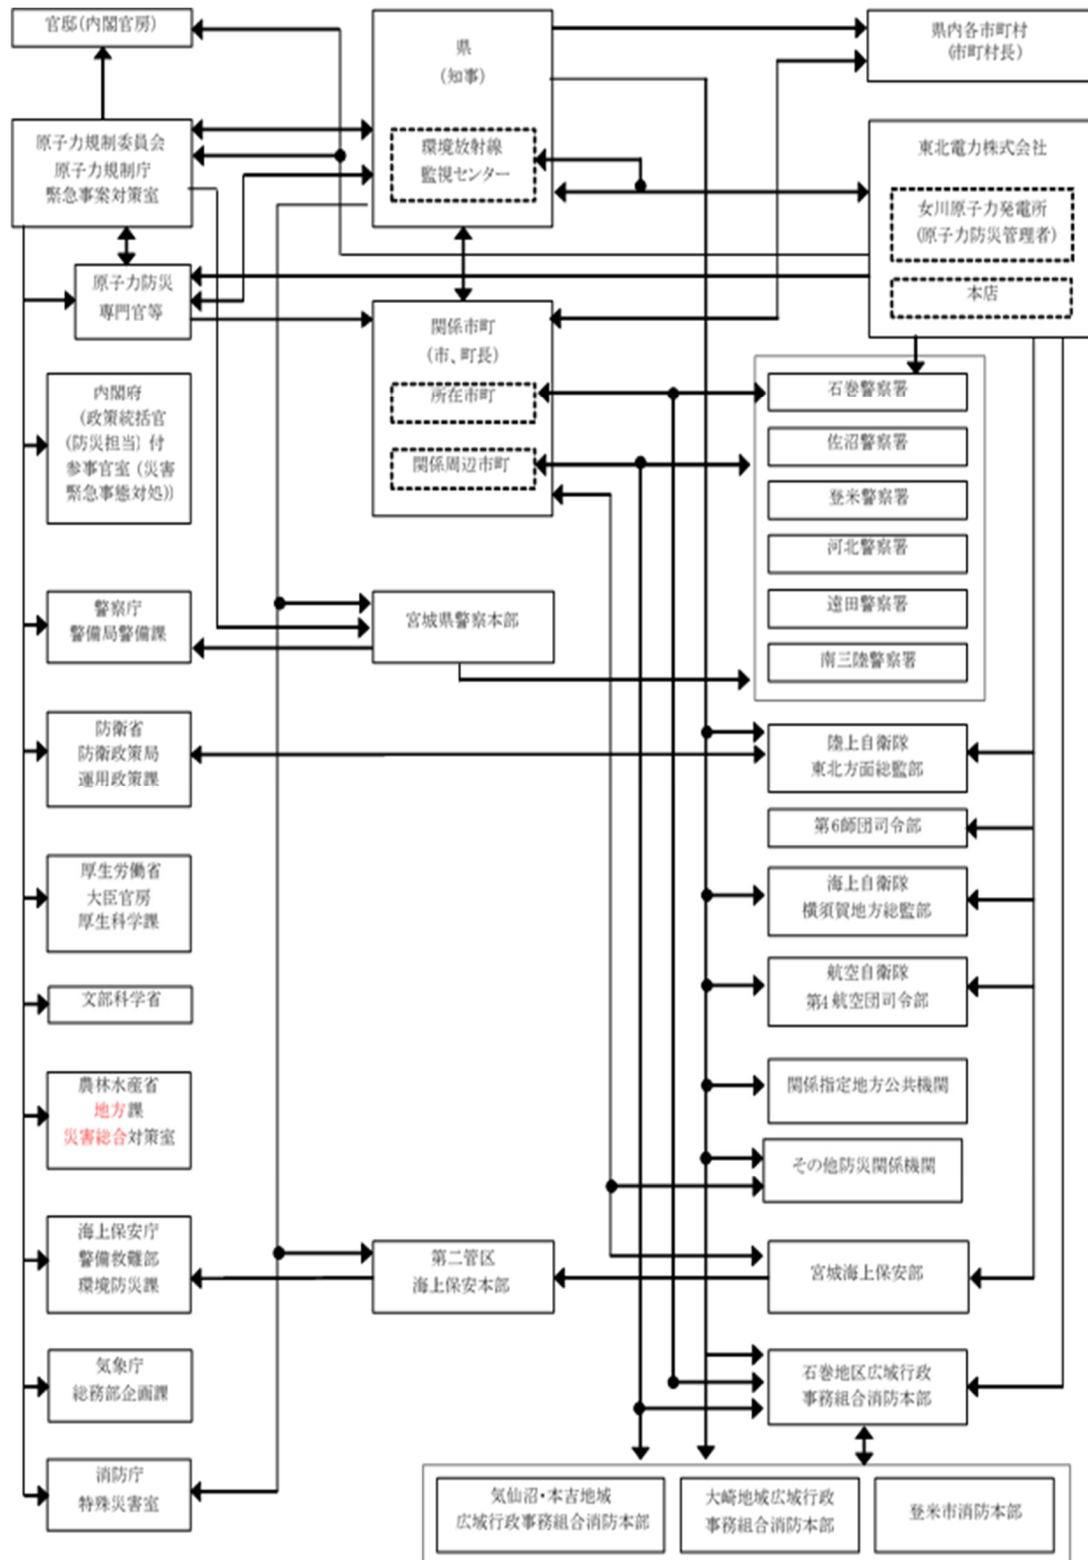 官邸(内閣官房)
県
(知事)
県内各市町村
(市町村長)
原子力規制委員会
原子力規制庁
緊急事案対策室
環境放射線
監視センター
東北電力株式会社
女川原子力発電所
(原子力防災管理者)
本店
原子力防災
専門官等
関係市町
(市、町長)
所在市町
関係周辺市町
内閣府
(政策統括官
(防災担当)付
参事官室(災害
緊急事態対処))
石巻警察署
佐沼警察署
登米警察署
河北警察署
遠田警察署
南三陸警察署
警察庁
警備局警備課
宮城県警察本部
防衛省
防衛政策局
運用政策課
陸上自衛隊
東北方面総監部
第6師団司令部
厚生労働省
大臣官房
厚生科学課
海上自衛隊
横須賀地方総監部
航空自衛隊
第4航空団司令部
文部科学省
農林水産省
地方課
災害総合対策室
関係指定地方公共機関
その他防災関係機関
海上保安庁
警備救難部
環境防災課
第二管区
海上保安本部
宮城海上保安部
気象庁
総務部企画課
石巻地区広域行政
事務組合消防本部
消防庁
特殊災害室
気仙沼・本吉地域
広域行政事務組合消防本部
大崎地域広域行政
事務組合消防本部
登米市消防本部